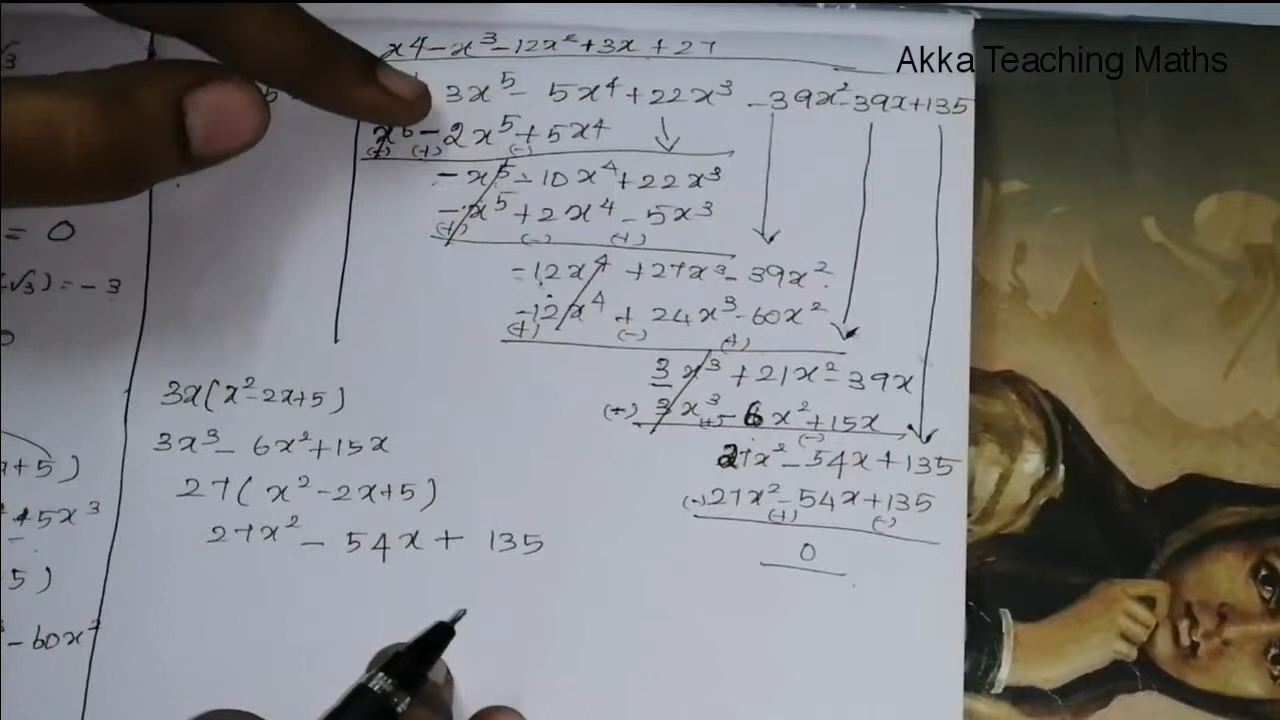 x⁴-x³-12x²+3x+27
Akka Teaching Maths
3x⁵- 5x⁴+22x³ -39x²-39x+135
x⁶-2x⁵+5x⁴
(-) (+) (-)
-x⁵-10x⁴+22x³
-x⁵+2x⁴-5x³
(+) (-) (+)
-12x⁴+27x³-39x²
-12x⁴+24x³-60x²
(+) (-) (+)
3x³+21x²-39x
(-) 3x³-6x²+15x
(+) (-)
27x²-54x+135
(-) 27x²-54x+135
(+) (-)
0
3x(x²-2x+5)
3x³-6x²+15x
27(x²-2x+5)
27x²-54x+135
√3
= 0
(√3)=-3
+5)
+5x³
5)
-60x²